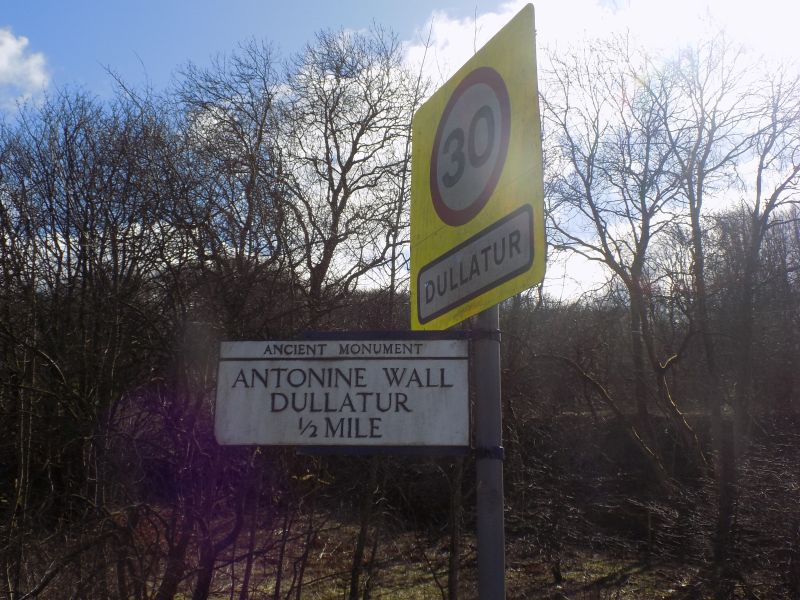 30
DULLATUR
ANCIENT MONUMENT
ANTONINE WALL
DULLATUR
½ MILE